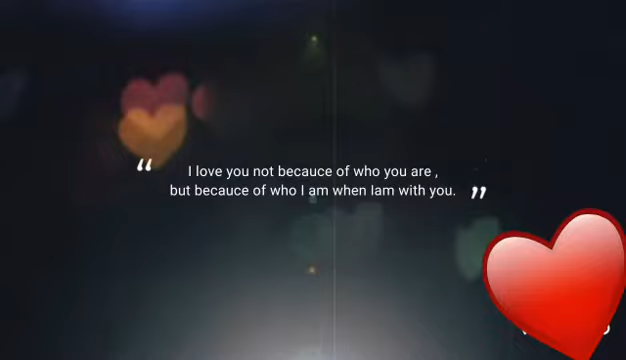 “ I love you not becauce of who you are ,
but becauce of who I am when Iam with you. ”